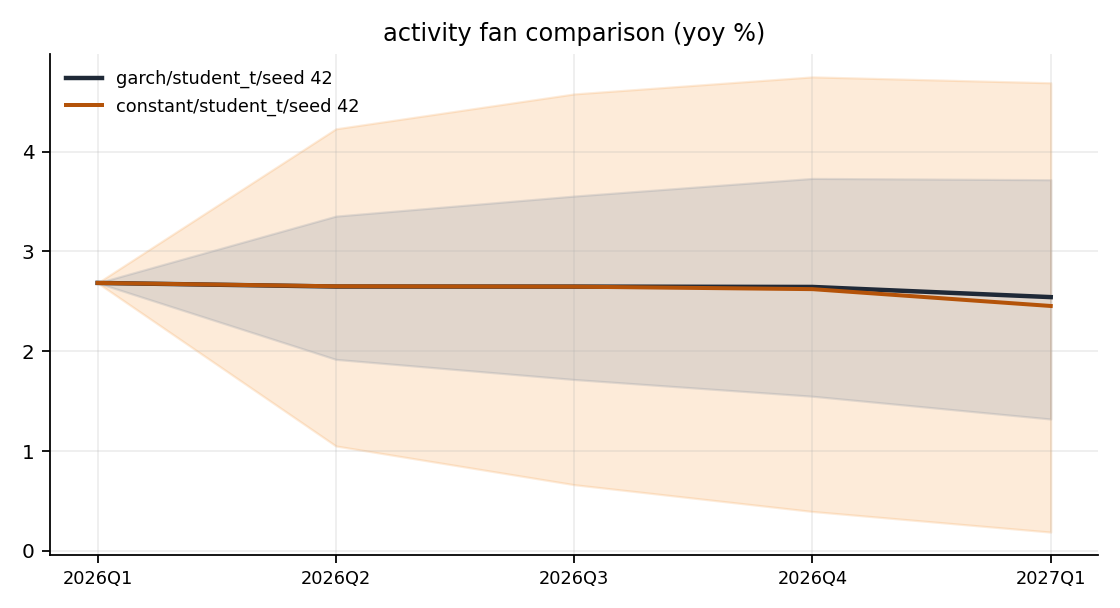 activity fan comparison (yoy %)
garch/student_t/seed 42
constant/student_t/seed 42
4
3
2
1
0
2026Q1 2026Q2 2026Q3 2026Q4 2027Q1